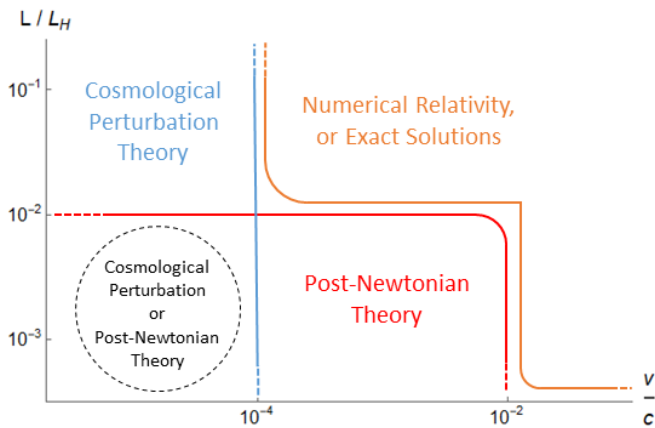 L / L_H
10⁻¹
Cosmological
Perturbation
Theory
Numerical Relativity,
or Exact Solutions
10⁻²
Cosmological
Perturbation
or
Post-Newtonian
Theory
Post-Newtonian
Theory
10⁻³
10⁻⁴
10⁻²
v
c